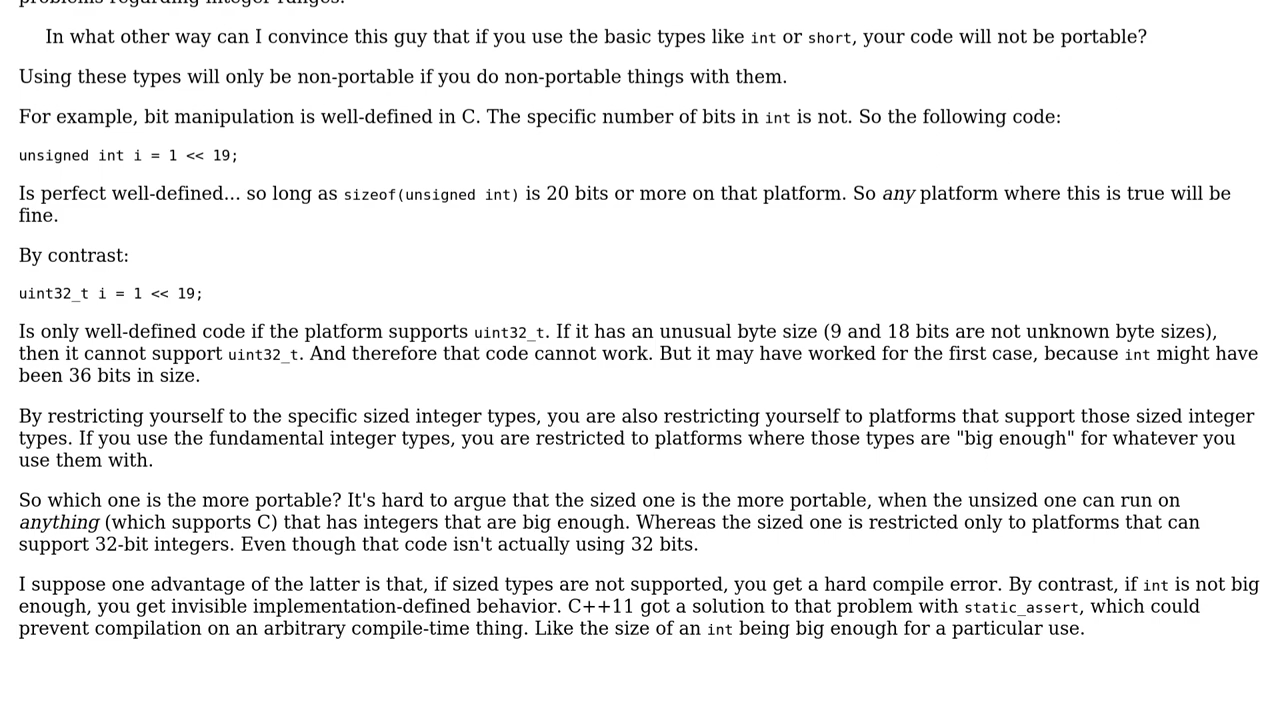 problems regarding integer ranges.
In what other way can I convince this guy that if you use the basic types like int or short, your code will not be portable?
Using these types will only be non-portable if you do non-portable things with them.
For example, bit manipulation is well-defined in C. The specific number of bits in int is not. So the following code:
unsigned int i = 1 << 19;
Is perfect well-defined... so long as sizeof(unsigned int) is 20 bits or more on that platform. So any platform where this is true will be
fine.
By contrast:
uint32_t i = 1 << 19;
Is only well-defined code if the platform supports uint32_t. If it has an unusual byte size (9 and 18 bits are not unknown byte sizes),
then it cannot support uint32_t. And therefore that code cannot work. But it may have worked for the first case, because int might have
been 36 bits in size.
By restricting yourself to the specific sized integer types, you are also restricting yourself to platforms that support those sized integer
types. If you use the fundamental integer types, you are restricted to platforms where those types are "big enough" for whatever you
use them with.
So which one is the more portable? It's hard to argue that the sized one is the more portable, when the unsized one can run on
anything (which supports C) that has integers that are big enough. Whereas the sized one is restricted only to platforms that can
support 32-bit integers. Even though that code isn't actually using 32 bits.
I suppose one advantage of the latter is that, if sized types are not supported, you get a hard compile error. By contrast, if int is not big
enough, you get invisible implementation-defined behavior. C++11 got a solution to that problem with static_assert, which could
prevent compilation on an arbitrary compile-time thing. Like the size of an int being big enough for a particular use.